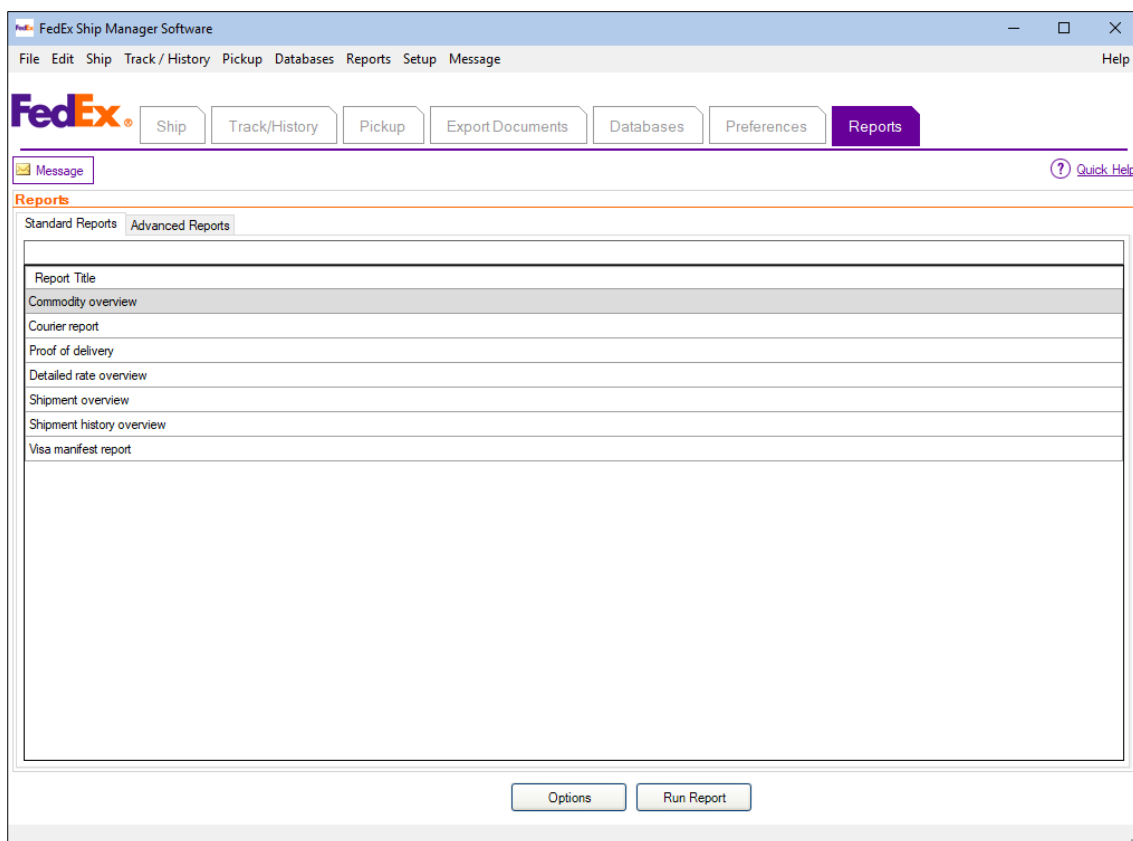 FedEx FedEx Ship Manager Software
File Edit Ship Track / History Pickup Databases Reports Setup Message Help
FedEx® Ship Track/History Pickup Export Documents Databases Preferences Reports
Message ? Quick Help
Reports
Standard Reports Advanced Reports
Report Title
Commodity overview
Courier report
Proof of delivery
Detailed rate overview
Shipment overview
Shipment history overview
Visa manifest report
Options Run Report